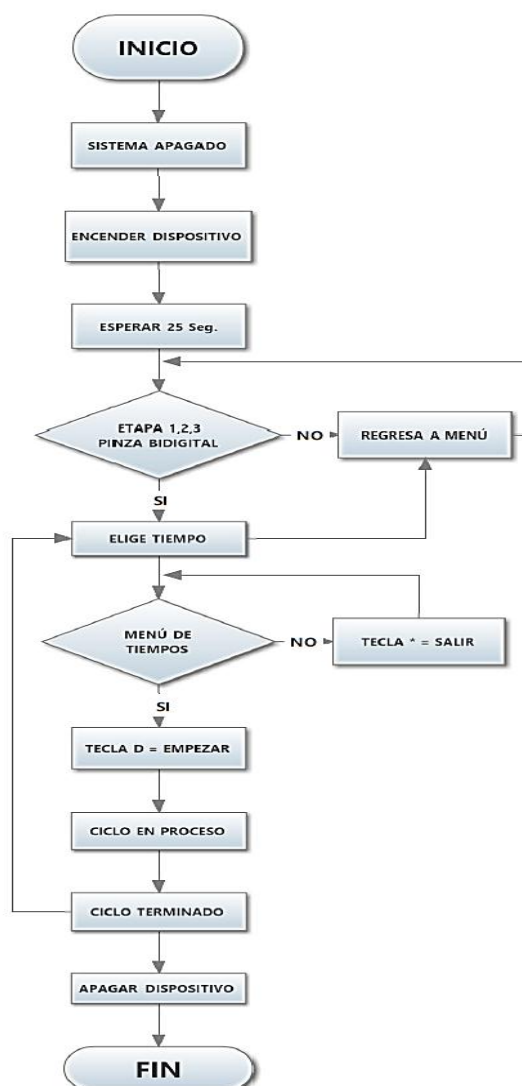 INICIO
SISTEMA APAGADO
ENCENDER DISPOSITIVO
ESPERAR 25 Seg.
ETAPA 1,2,3
PINZA BIDIGITAL
NO
REGRESA A MENÚ
SI
ELIGE TIEMPO
MENÚ DE
TIEMPOS
NO
TECLA * = SALIR
SI
TECLA D = EMPEZAR
CICLO EN PROCESO
CICLO TERMINADO
APAGAR DISPOSITIVO
FIN